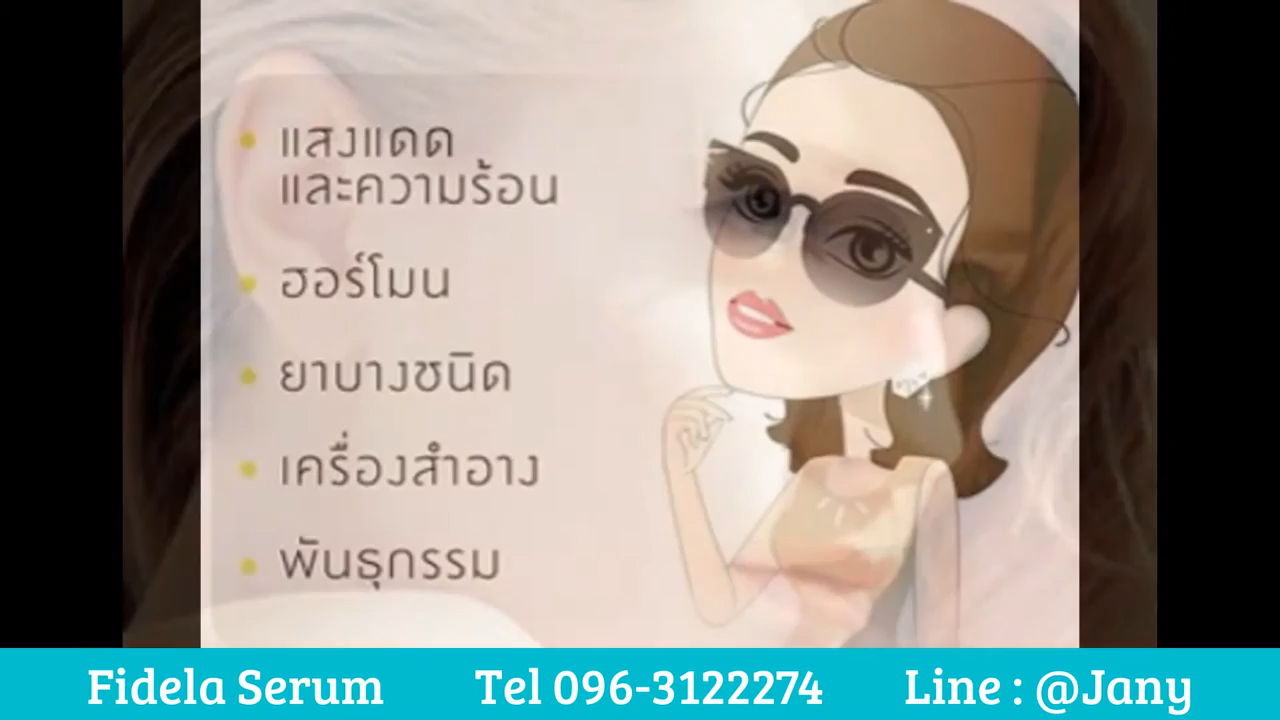 • แสงแดด
และความร้อน
• ฮอร์โมน
• ยาบางชนิด
• เครื่องสำอาง
• พันธุกรรม
Fidela Serum Tel 096-3122274 Line : @Jany